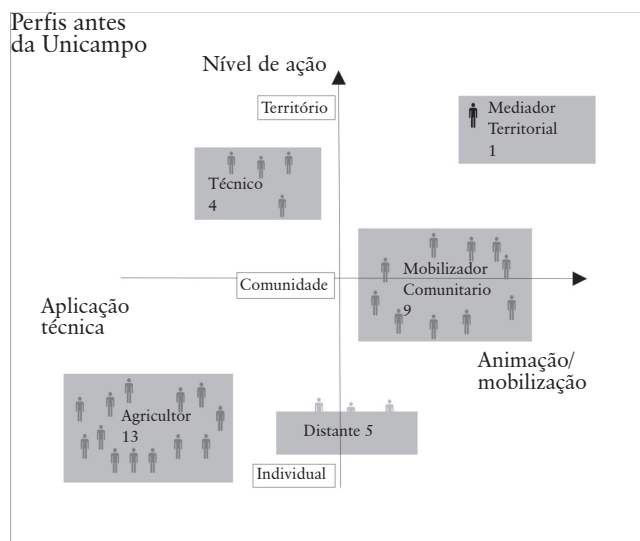 Perfis antes
da Unicampo
Nível de ação
Território
Mediador
Territorial
1
Técnico
4
Comunidade
Mobilizador
Comunitario
9
Aplicação
técnica
Animação/
mobilização
Agricultor
13
Distante 5
Individual